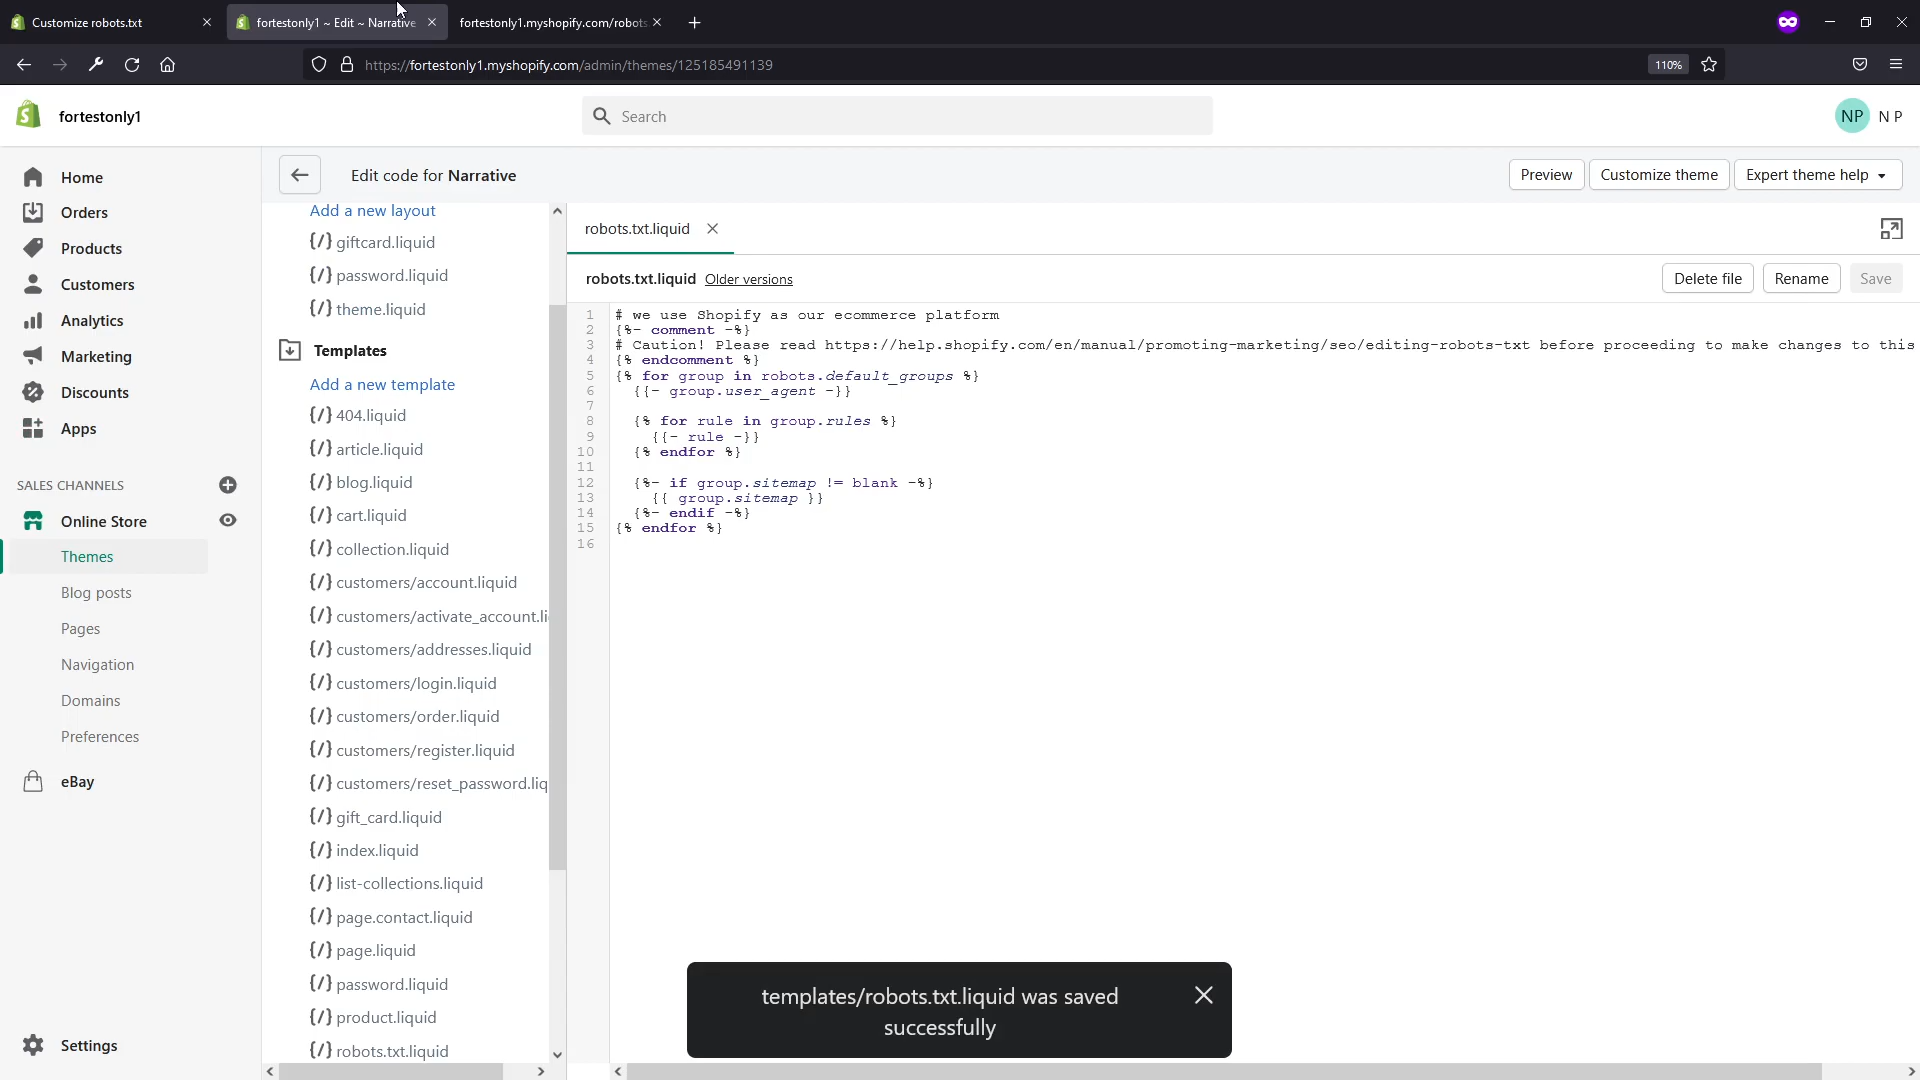 Customize robots.txt
fortestonly1 ~ Edit ~ Narrative
fortestonly1.myshopify.com/robots
https://fortestonly1.myshopify.com/admin/themes/125185491139
110%
fortestonly1
Search
NP
N P
Home
Orders
Products
Customers
Analytics
Marketing
Discounts
Apps
SALES CHANNELS
Online Store
Themes
Blog posts
Pages
Navigation
Domains
Preferences
eBay
Settings
Edit code for Narrative
Preview
Customize theme
Expert theme help
Add a new layout
{/} giftcard.liquid
{/} password.liquid
{/} theme.liquid
Templates
Add a new template
{/} 404.liquid
{/} article.liquid
{/} blog.liquid
{/} cart.liquid
{/} collection.liquid
{/} customers/account.liquid
{/} customers/activate_account.li
{/} customers/addresses.liquid
{/} customers/login.liquid
{/} customers/order.liquid
{/} customers/register.liquid
{/} customers/reset_password.liq
{/} gift_card.liquid
{/} index.liquid
{/} list-collections.liquid
{/} page.contact.liquid
{/} page.liquid
{/} password.liquid
{/} product.liquid
{/} robots.txt.liquid
robots.txt.liquid
robots.txt.liquid Older versions
Delete file
Rename
Save
1 # we use Shopify as our ecommerce platform
2 {%- comment -%}
3 # Caution! Please read https://help.shopify.com/en/manual/promoting-marketing/seo/editing-robots-txt before proceeding to make changes to this
4 {% endcomment %}
5 {% for group in robots.default_groups %}
6 {{- group.user_agent -}}
7
8 {% for rule in group.rules %}
9 {{- rule -}}
10 {% endfor %}
11
12 {%- if group.sitemap != blank -%}
13 {{ group.sitemap }}
14 {%- endif -%}
15 {% endfor %}
16
templates/robots.txt.liquid was saved
successfully